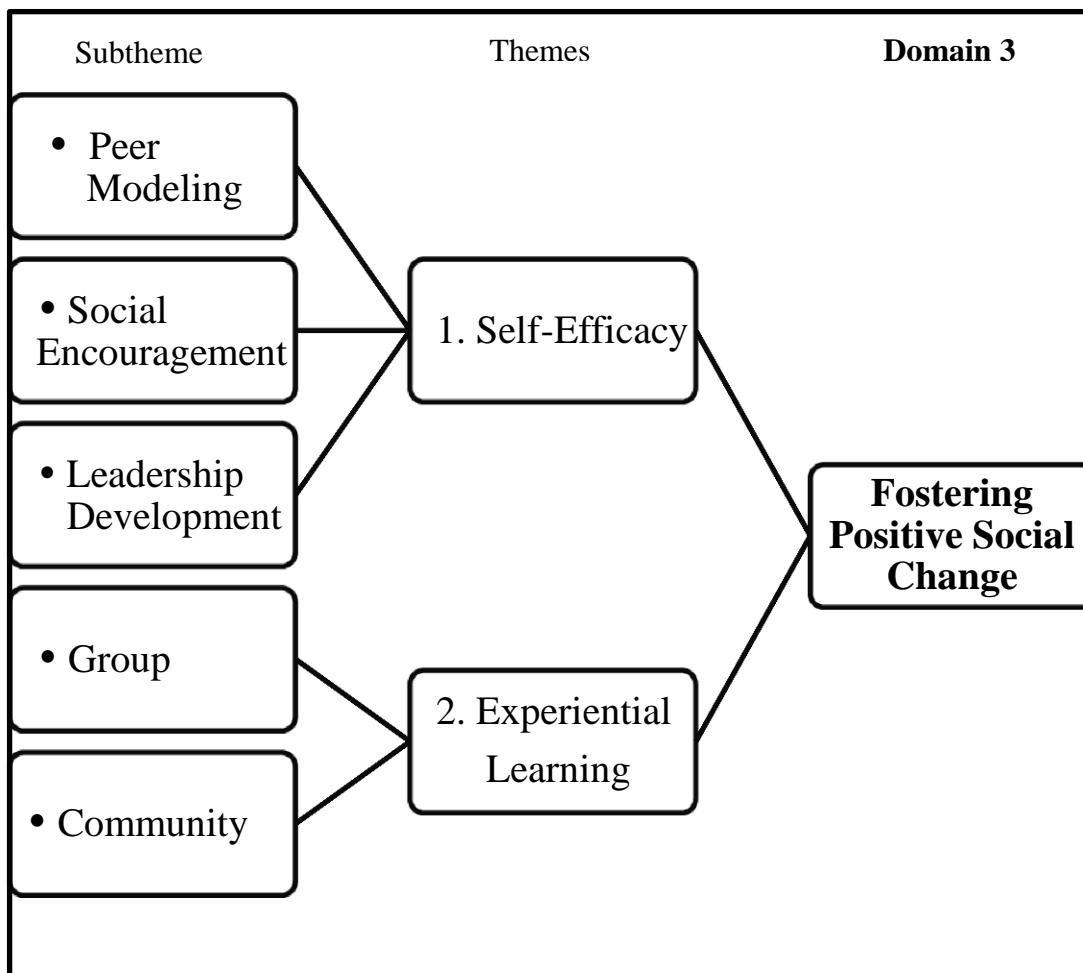 Subtheme
Themes
Domain 3
• Peer
Modeling
• Social
Encouragement
• Leadership
Development
• Group
• Community
1. Self-Efficacy
2. Experiential
Learning
Fostering
Positive Social
Change